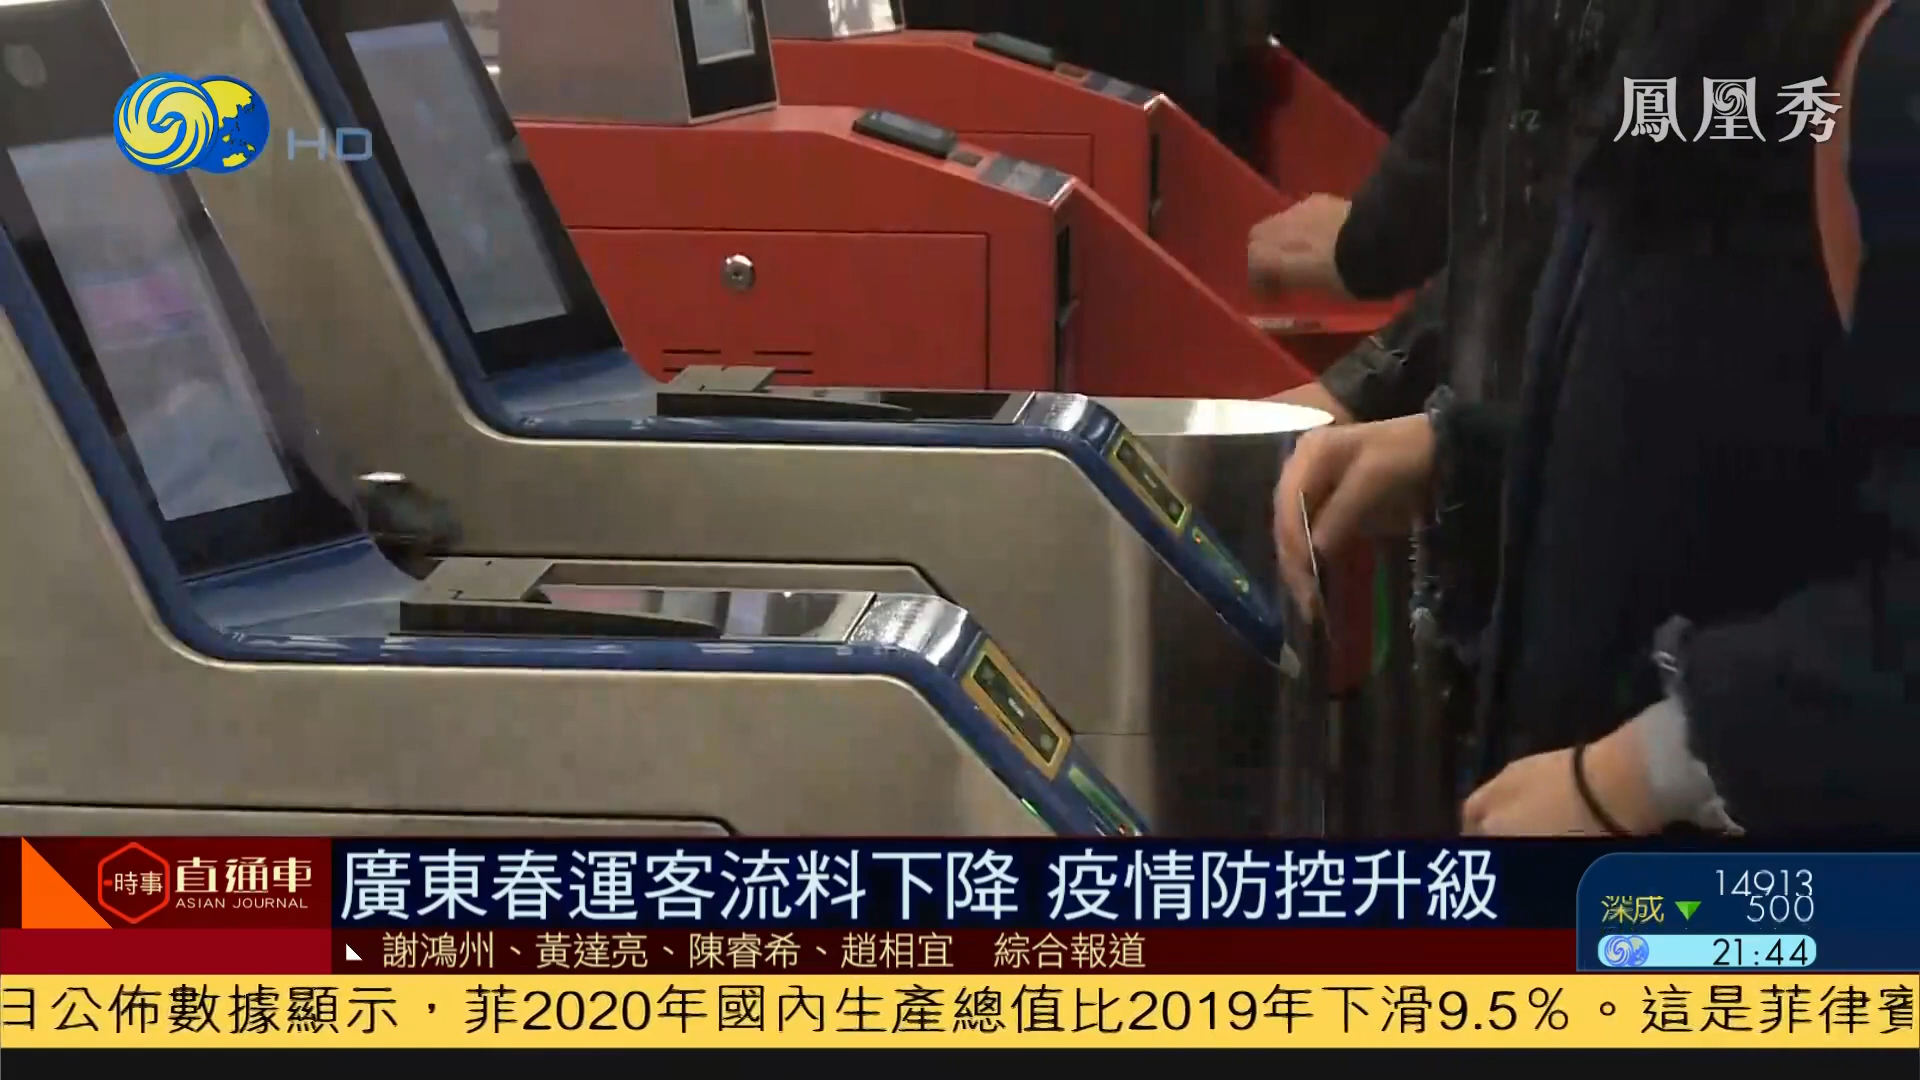 HD
鳳凰秀
時事
直通車
ASIAN JOURNAL
廣東春運客流料下降 疫情防控升級
謝鴻州、黃達亮、陳睿希、趙相宜 綜合報道
深成
14913
500
21:44
日公佈數據顯示，菲2020年國內生產總值比2019年下滑9.5%。這是菲律賓